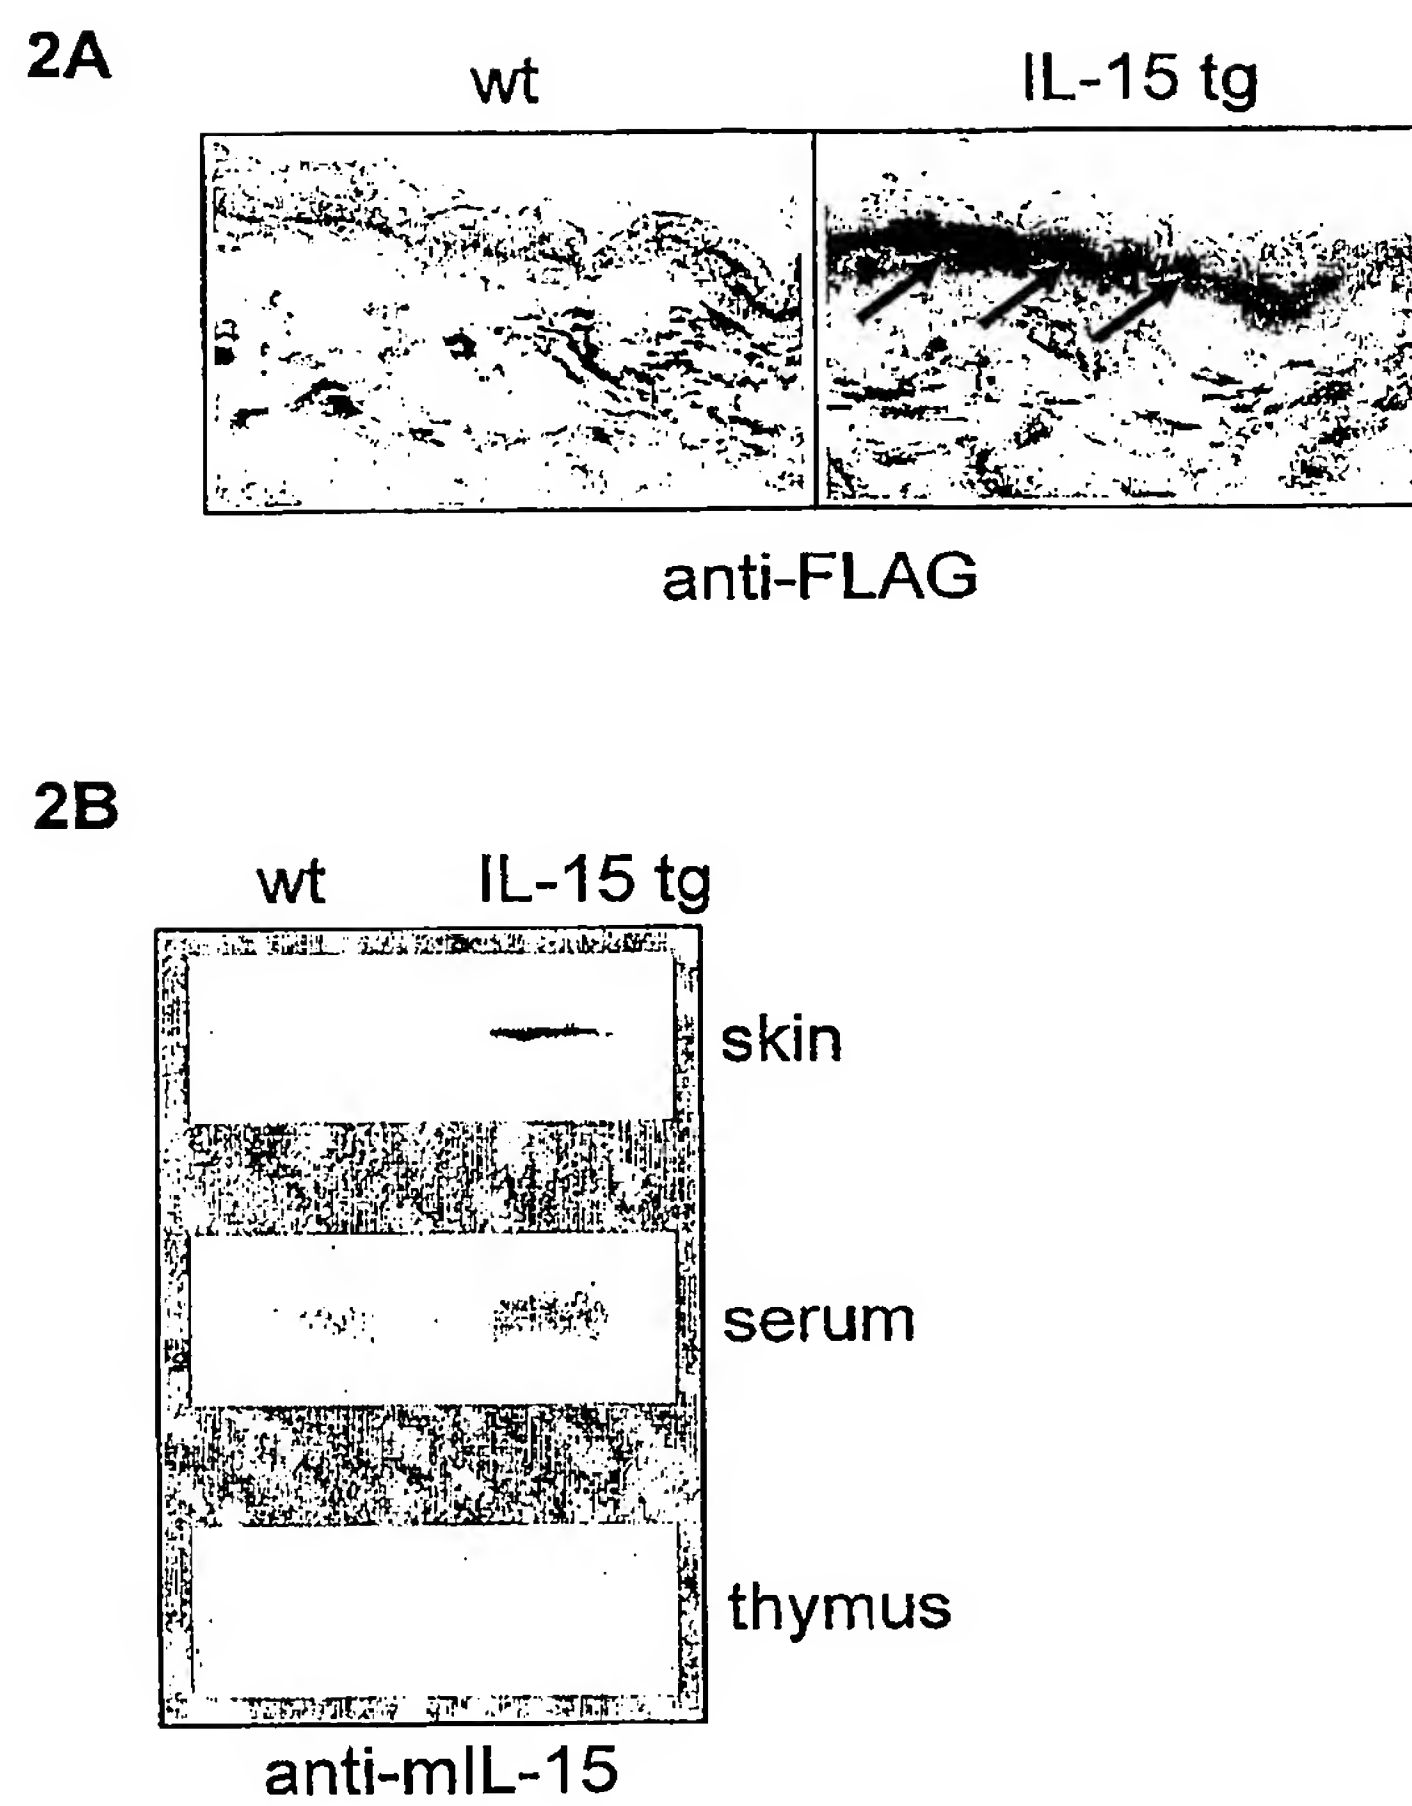 2A
wt
IL-15 tg
anti-FLAG
2B
wt
IL-15 tg
skin
serum
thymus
anti-mIL-15